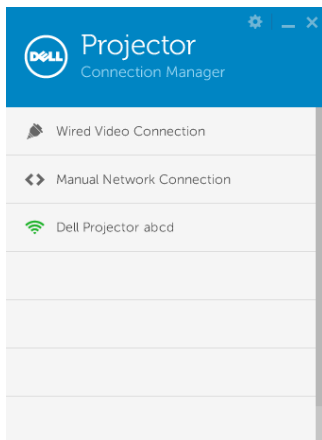 DELL
Projector
Connection Manager
Wired Video Connection
Manual Network Connection
Dell Projector abcd